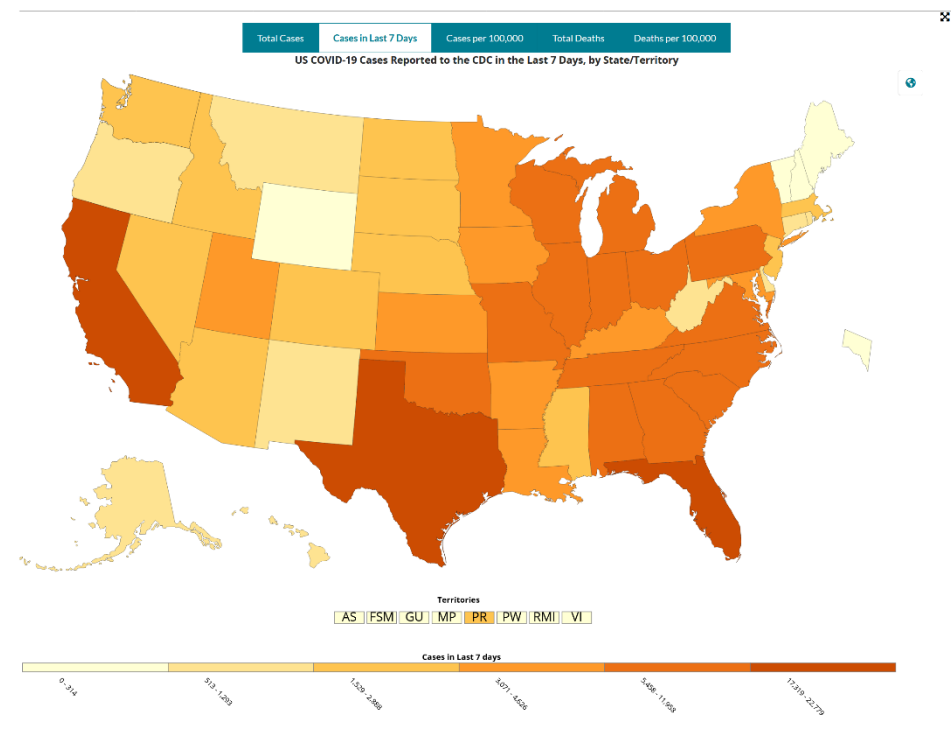 Total Cases Cases in Last 7 Days Cases per 100,000 Total Deaths Deaths per 100,000
US COVID-19 Cases Reported to the CDC in the Last 7 Days, by State/Territory
Territories
AS FSM GU MP PR PW RMI VI
Cases in Last 7 days
0 - 314
513 - 1,293
1,529 - 2,888
3,071 - 4,626
5,458 - 11,958
17,319 - 22,779